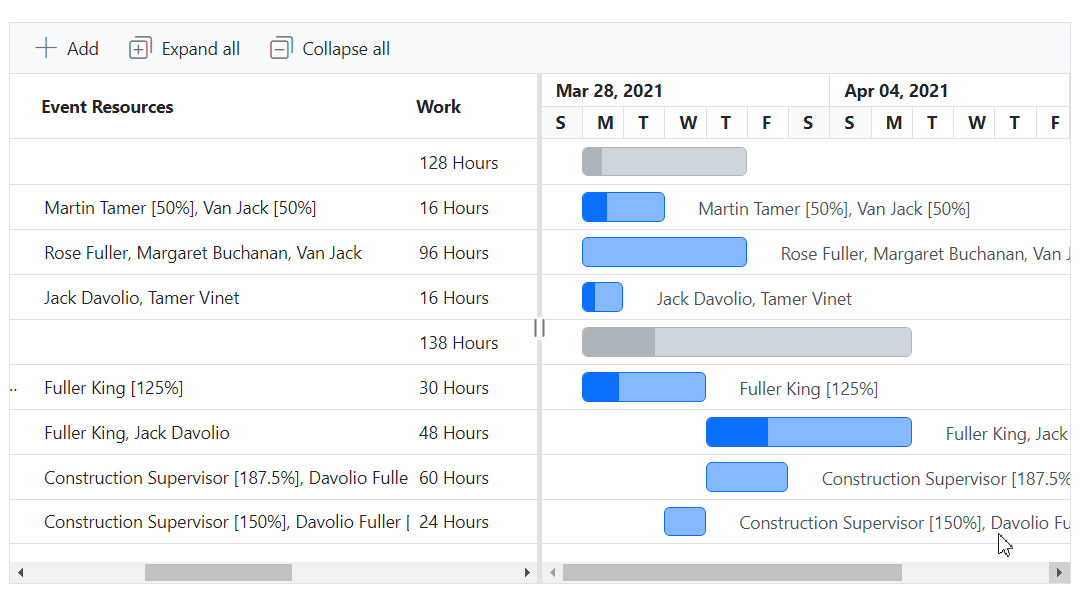 Add Expand all Collapse all
Event Resources Work Mar 28, 2021 Apr 04, 2021
S M T W T F S S M T W T F
128 Hours
Martin Tamer [50%], Van Jack [50%] 16 Hours Martin Tamer [50%], Van Jack [50%]
Rose Fuller, Margaret Buchanan, Van Jack 96 Hours Rose Fuller, Margaret Buchanan, Van J
Jack Davolio, Tamer Vinet 16 Hours Jack Davolio, Tamer Vinet
138 Hours
.. Fuller King [125%] 30 Hours Fuller King [125%]
Fuller King, Jack Davolio 48 Hours Fuller King, Jack
Construction Supervisor [187.5%], Davolio Fulle 60 Hours Construction Supervisor [187.5%
Construction Supervisor [150%], Davolio Fuller [ 24 Hours Construction Supervisor [150%], Davolio Fu